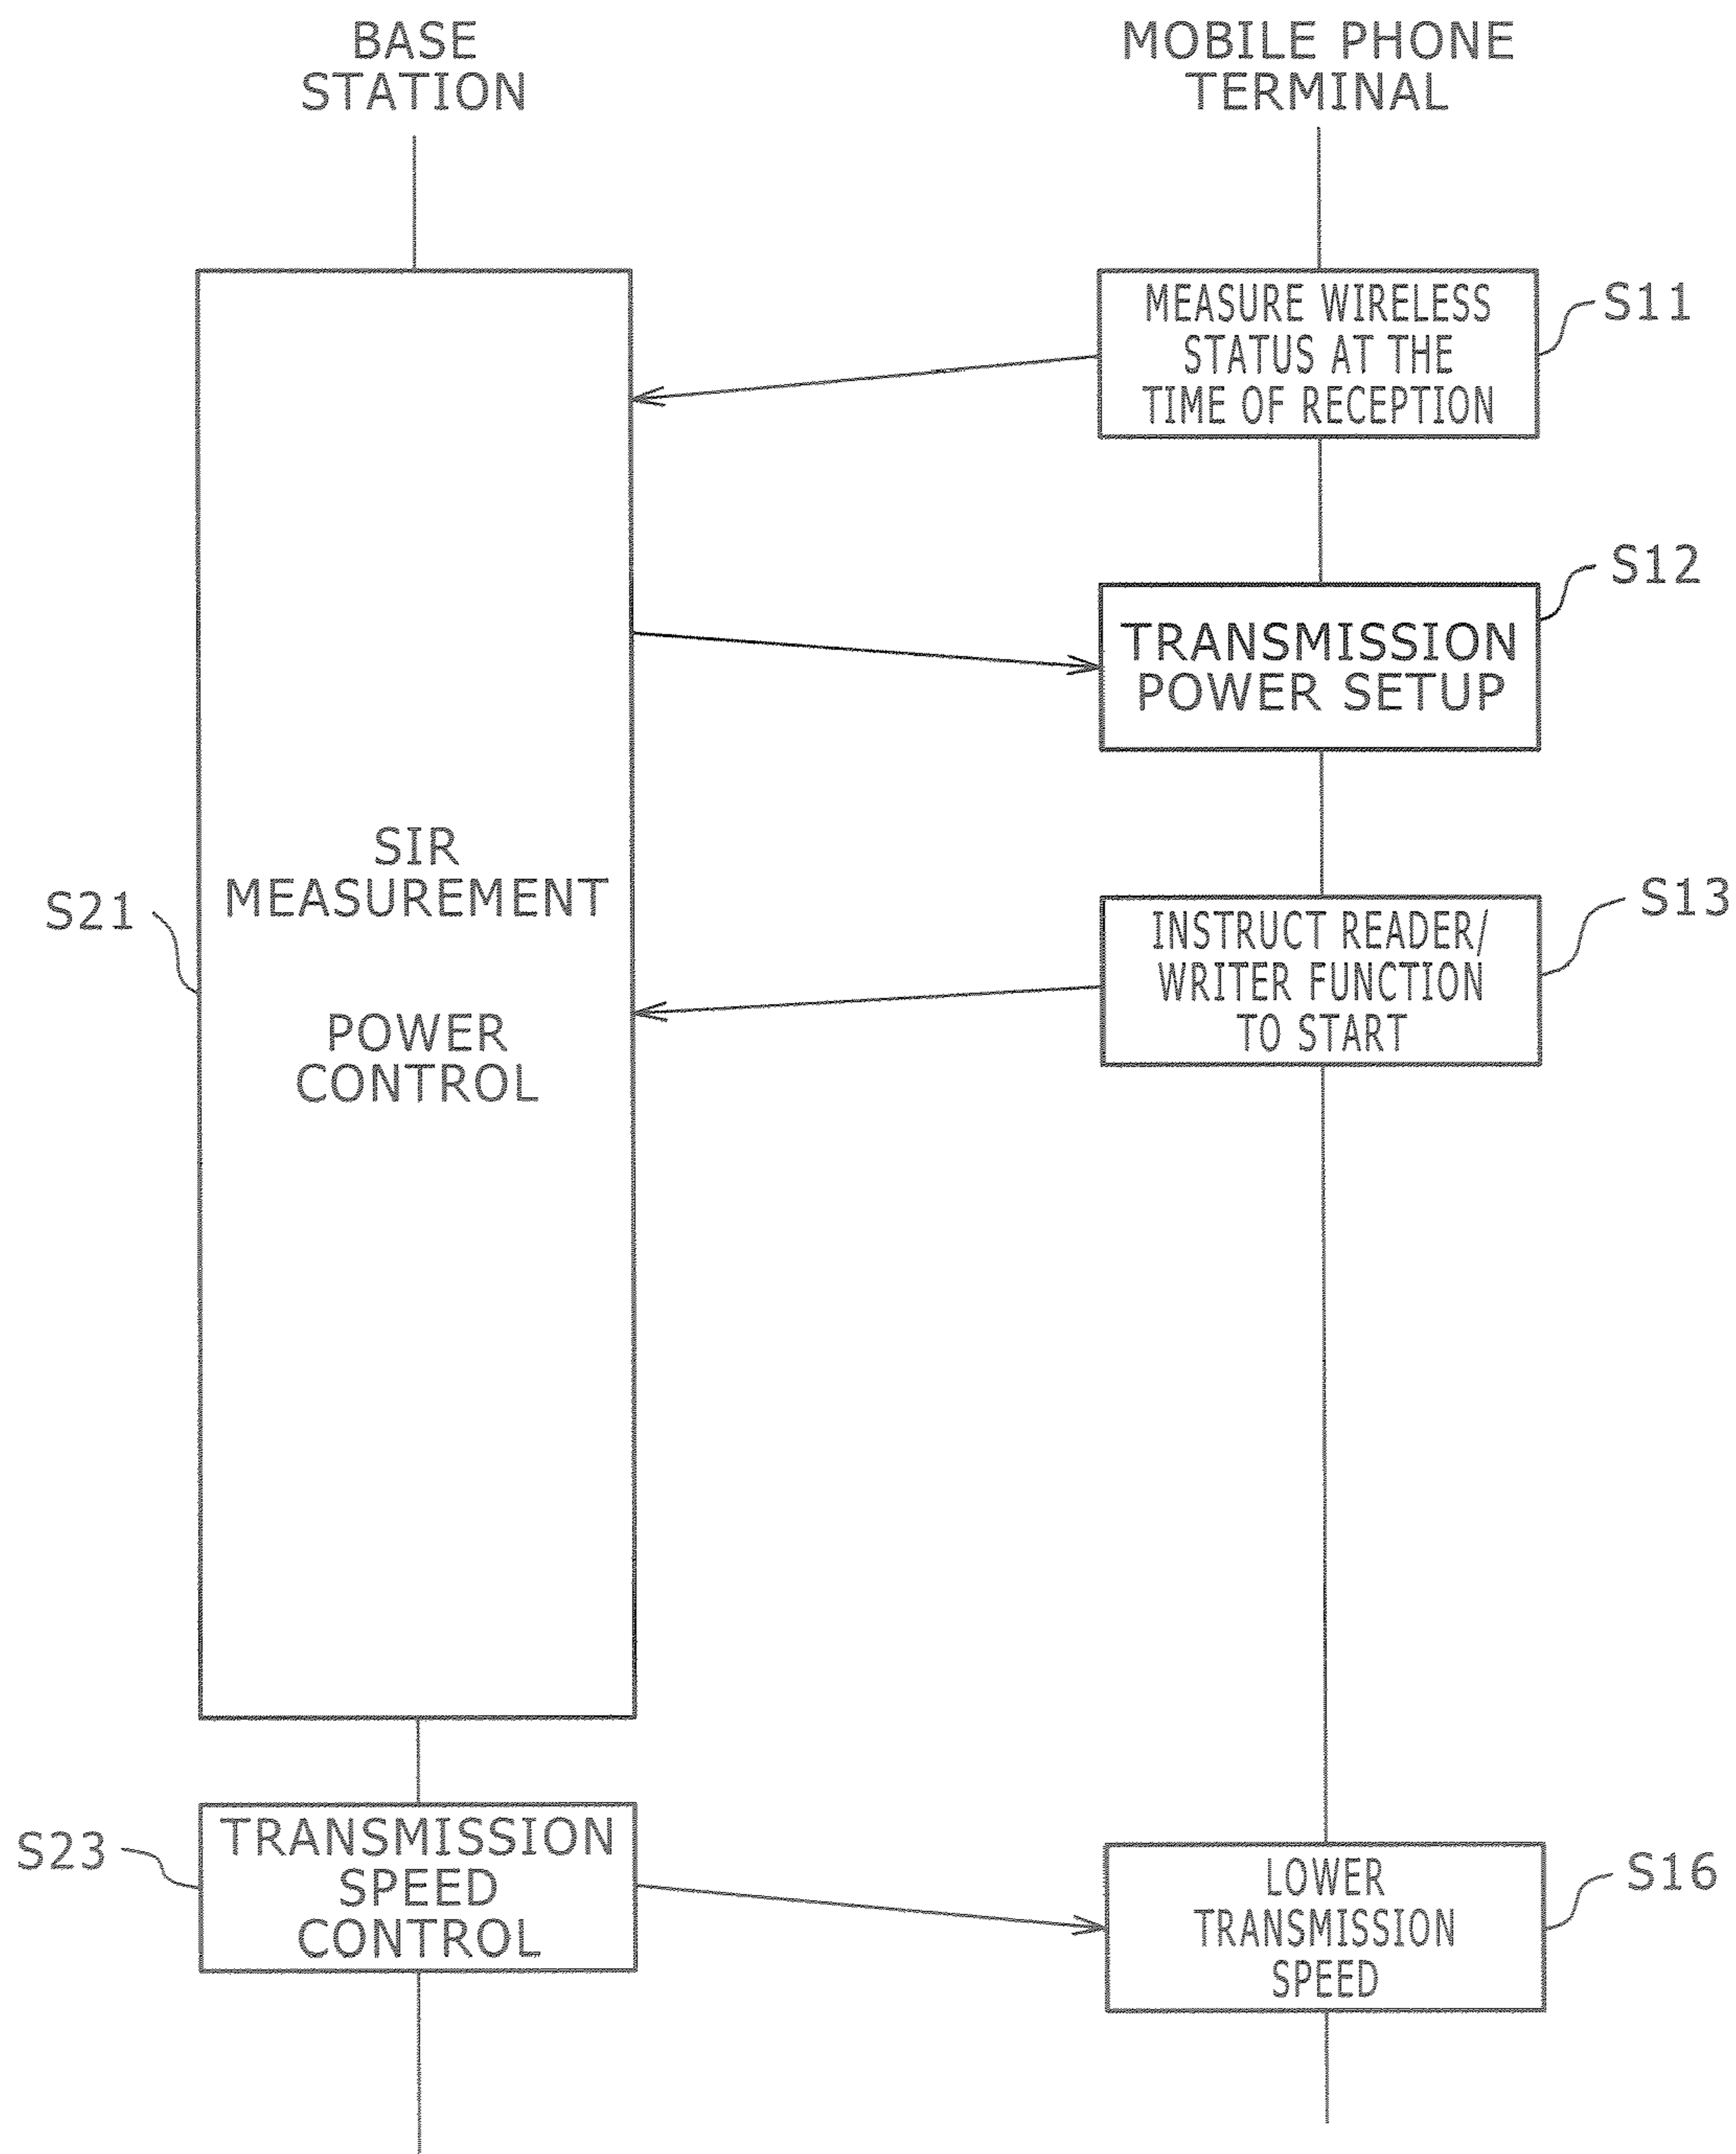 BASE
STATION
MOBILE PHONE
TERMINAL
MEASURE WIRELESS
STATUS AT THE
TIME OF RECEPTION
S11
TRANSMISSION
POWER SETUP
S12
SIR
MEASUREMENT
POWER
CONTROL
S21
INSTRUCT READER/
WRITER FUNCTION
TO START
S13
TRANSMISSION
SPEED
CONTROL
S23
LOWER
TRANSMISSION
SPEED
S16